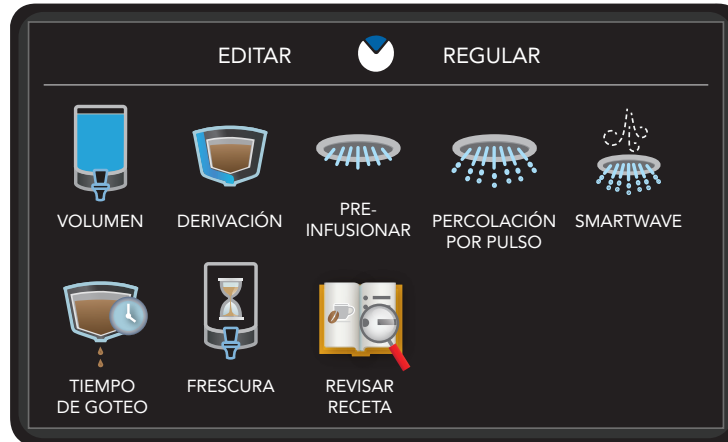 EDITAR REGULAR
VOLUMEN
DERIVACIÓN
PRE-
INFUSIONAR
PERCOLACIÓN
POR PULSO
SMARTWAVE
TIEMPO
DE GOTEO
FRESCURA
REVISAR
RECETA